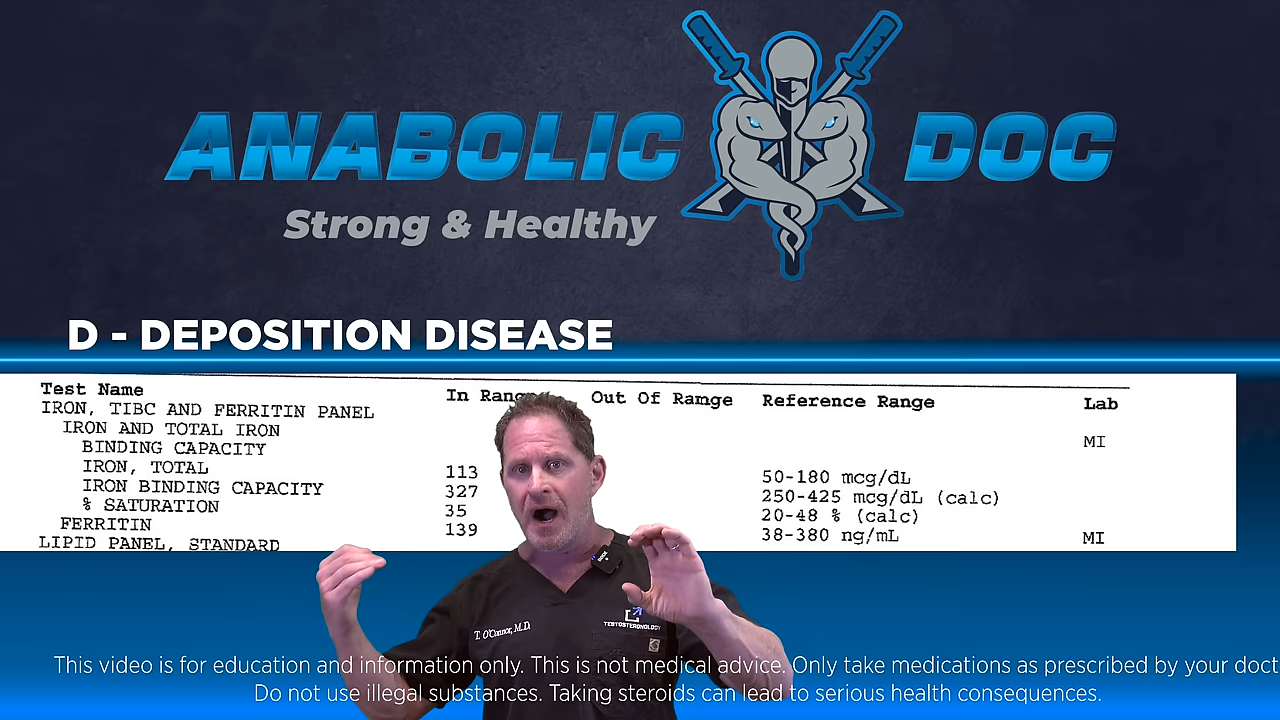 ANABOLIC DOC
Strong & Healthy
D - DEPOSITION DISEASE
Test Name In Range Out Of Ramge Reference Range Lab
IRON, TIBC AND FERRITIN PANEL
IRON AND TOTAL IRON
BINDING CAPACITY MI
IRON, TOTAL 113 50-180 mcg/dL
IRON BINDING CAPACITY 327 250-425 mcg/dL (calc)
% SATURATION 35 20-48 % (calc)
FERRITIN 139 38-380 ng/mL MI
LIPID PANEL, STANDARD
T. O'Connor, M.D.
TESTOSTERONOLOGY
This video is for education and information only. This is not medical advice. Only take medications as prescribed by your doct
Do not use illegal substances. Taking steroids can lead to serious health consequences.